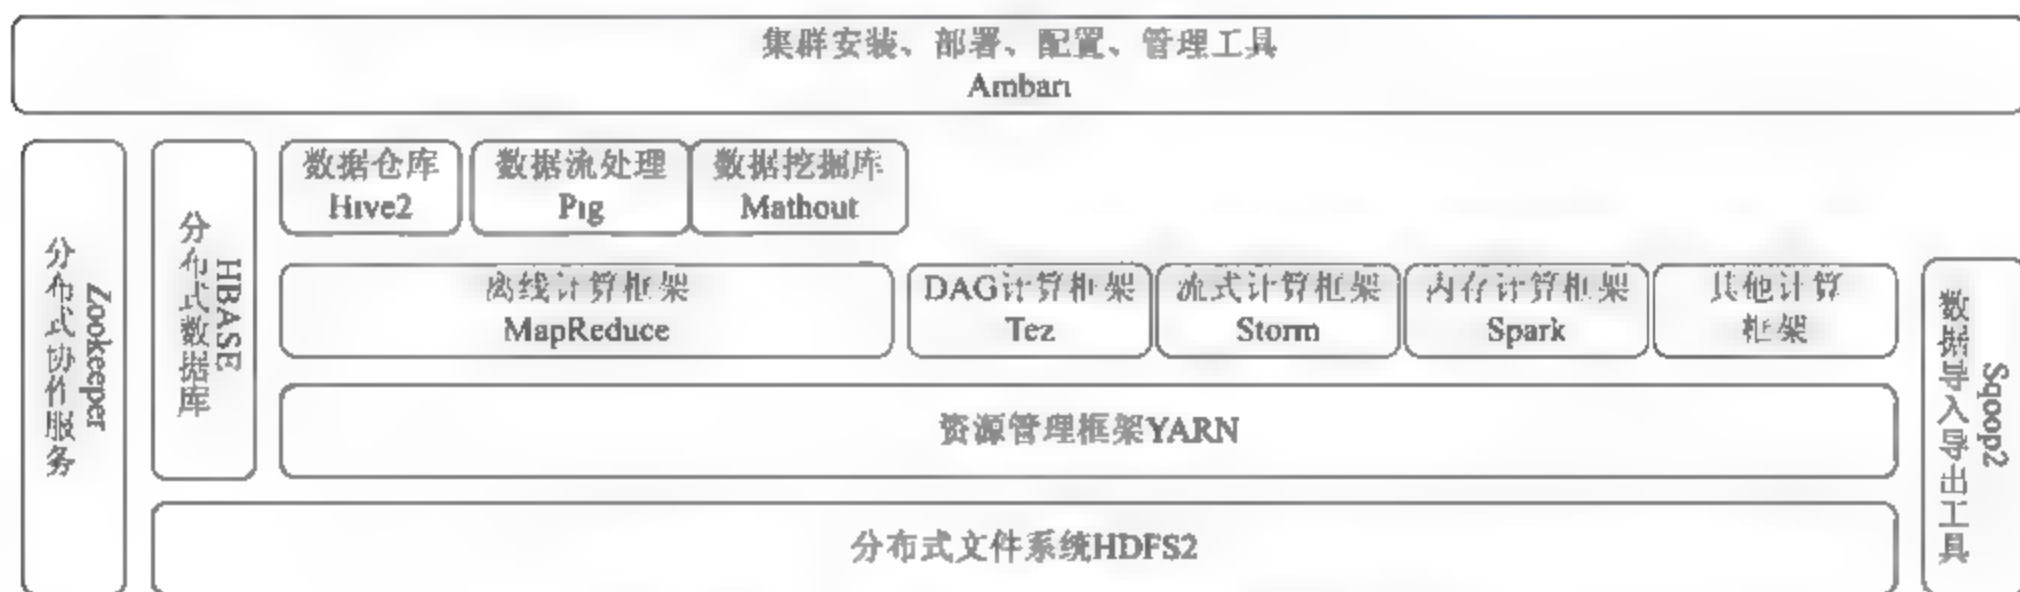 集群安装、部署、配置、管理工具
Ambari
分布式协作服务
Zookeeper
分布式数据库
HBASE
数据仓库
Hive2
数据流处理
Pig
数据挖掘库
Mathout
离线计算框架
MapReduce
DAG计算框架
Tez
流式计算框架
Storm
内存计算框架
Spark
其他计算
框架
数据导入导出工具
Sqoop2
资源管理框架YARN
分布式文件系统HDFS2